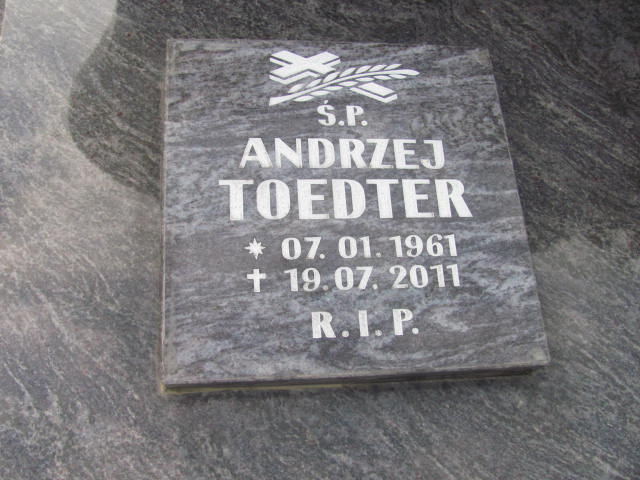 Ś.P.
ANDRZEJ
TOEDTER
* 07. 01. 1961
✝ 19. 07. 2011
R. I. P.